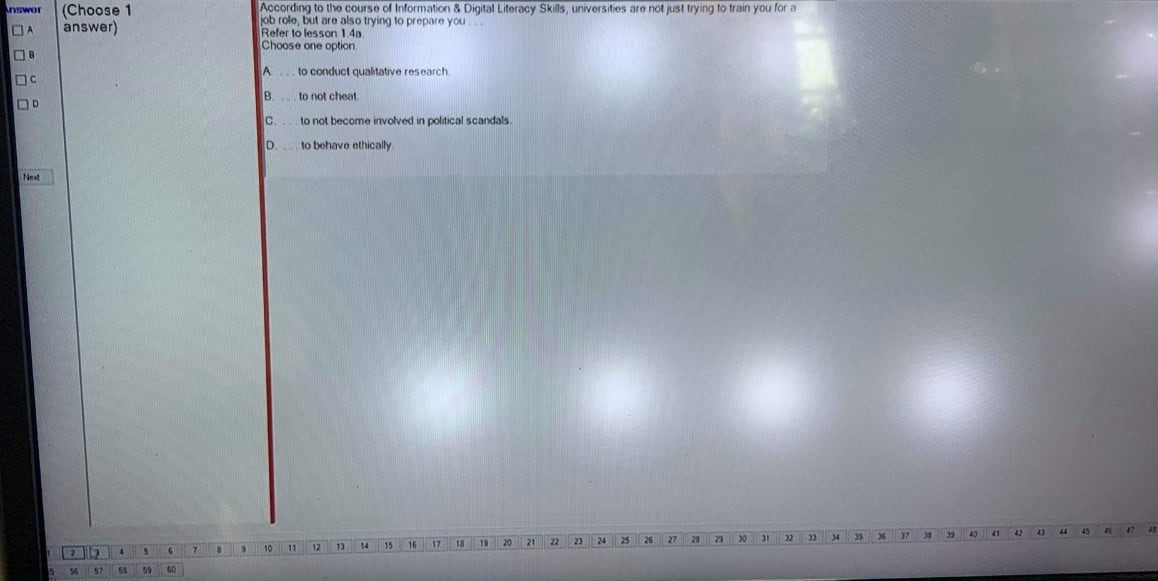 Answer
(Choose 1
answer)
A
B
C
D
Next
According to the course of Information & Digital Literacy Skills, universities are not just trying to train you for a
job role, but are also trying to prepare you . . .
Refer to lesson 1.4a.
Choose one option.
A. . . . to conduct qualitative research.
B. . . . to not cheat.
C. . . . to not become involved in political scandals.
D. . . . to behave ethically.
2 3 4 5 6 7 8 9 10 11 12 13 14 15 16 17 18 19 20 21 22 23 24 25 26 27 28 29 30 31 32 33 34 35 36 37 38 39 40 41 42 43 44 45 46 47 48
56 57 58 59 60